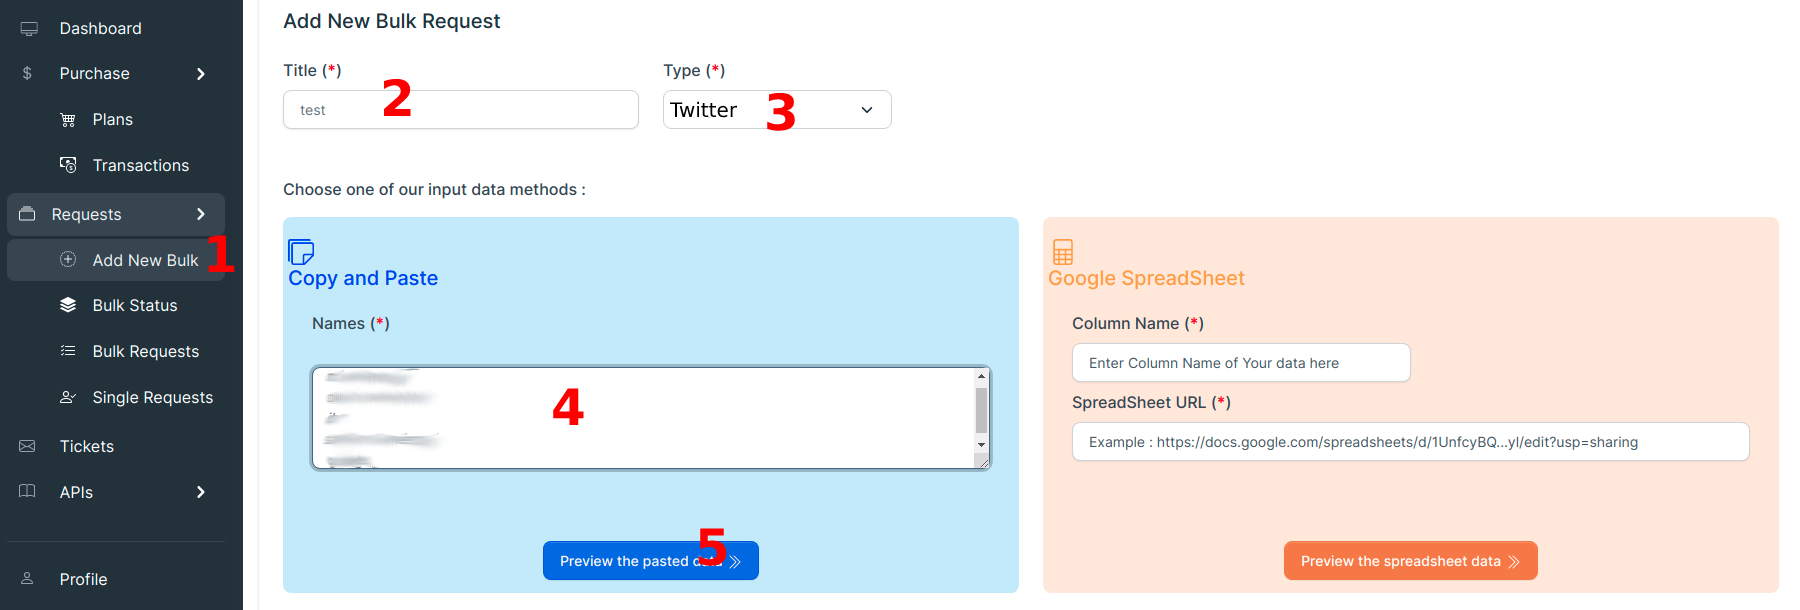 Dashboard
Purchase
Plans
Transactions
Requests
Add New Bulk
1
Bulk Status
Bulk Requests
Single Requests
Tickets
APIs
Profile
Add New Bulk Request
Title (*)
test
2
Type (*)
Twitter
3
Choose one of our input data methods :
Copy and Paste
Names (*)
4
5
Preview the pasted data
Google SpreadSheet
Column Name (*)
Enter Column Name of Your data here
SpreadSheet URL (*)
Example : https://docs.google.com/spreadsheets/d/1UnfcyBQ...yl/edit?usp=sharing
Preview the spreadsheet data